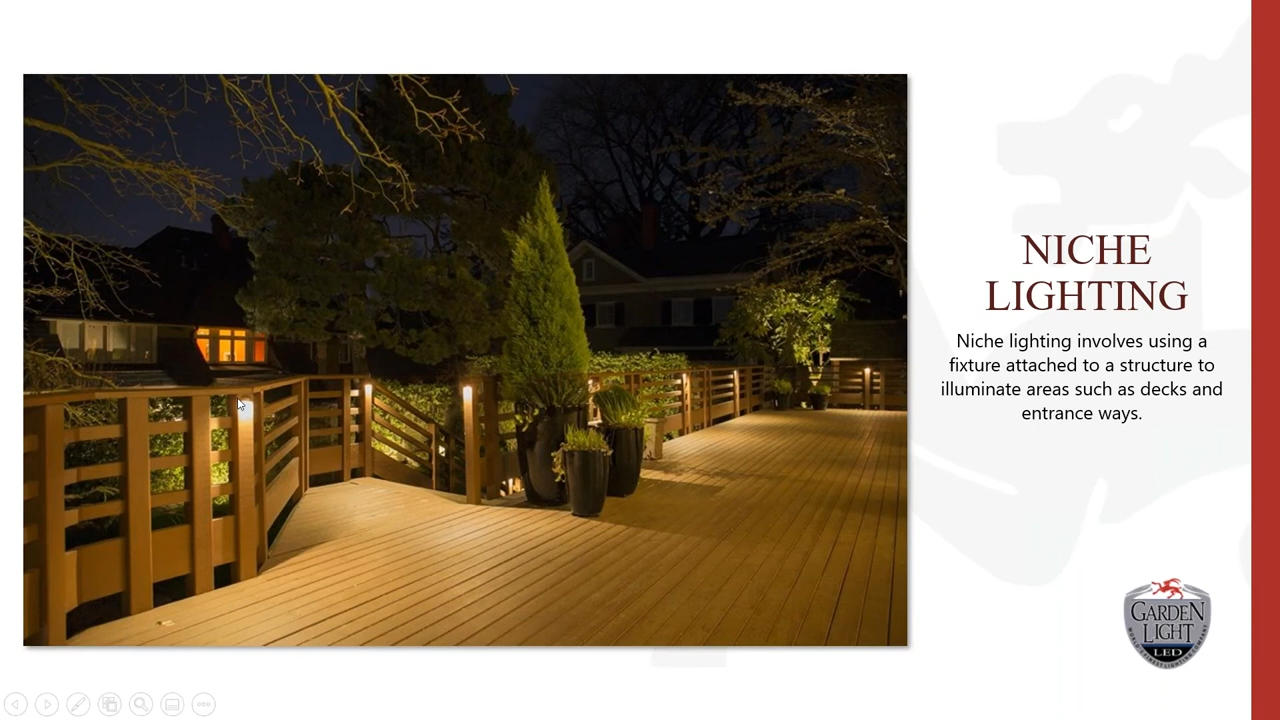 NICHE
LIGHTING
Niche lighting involves using a
fixture attached to a structure to
illuminate areas such as decks and
entrance ways.
GARDEN
LIGHT
LED